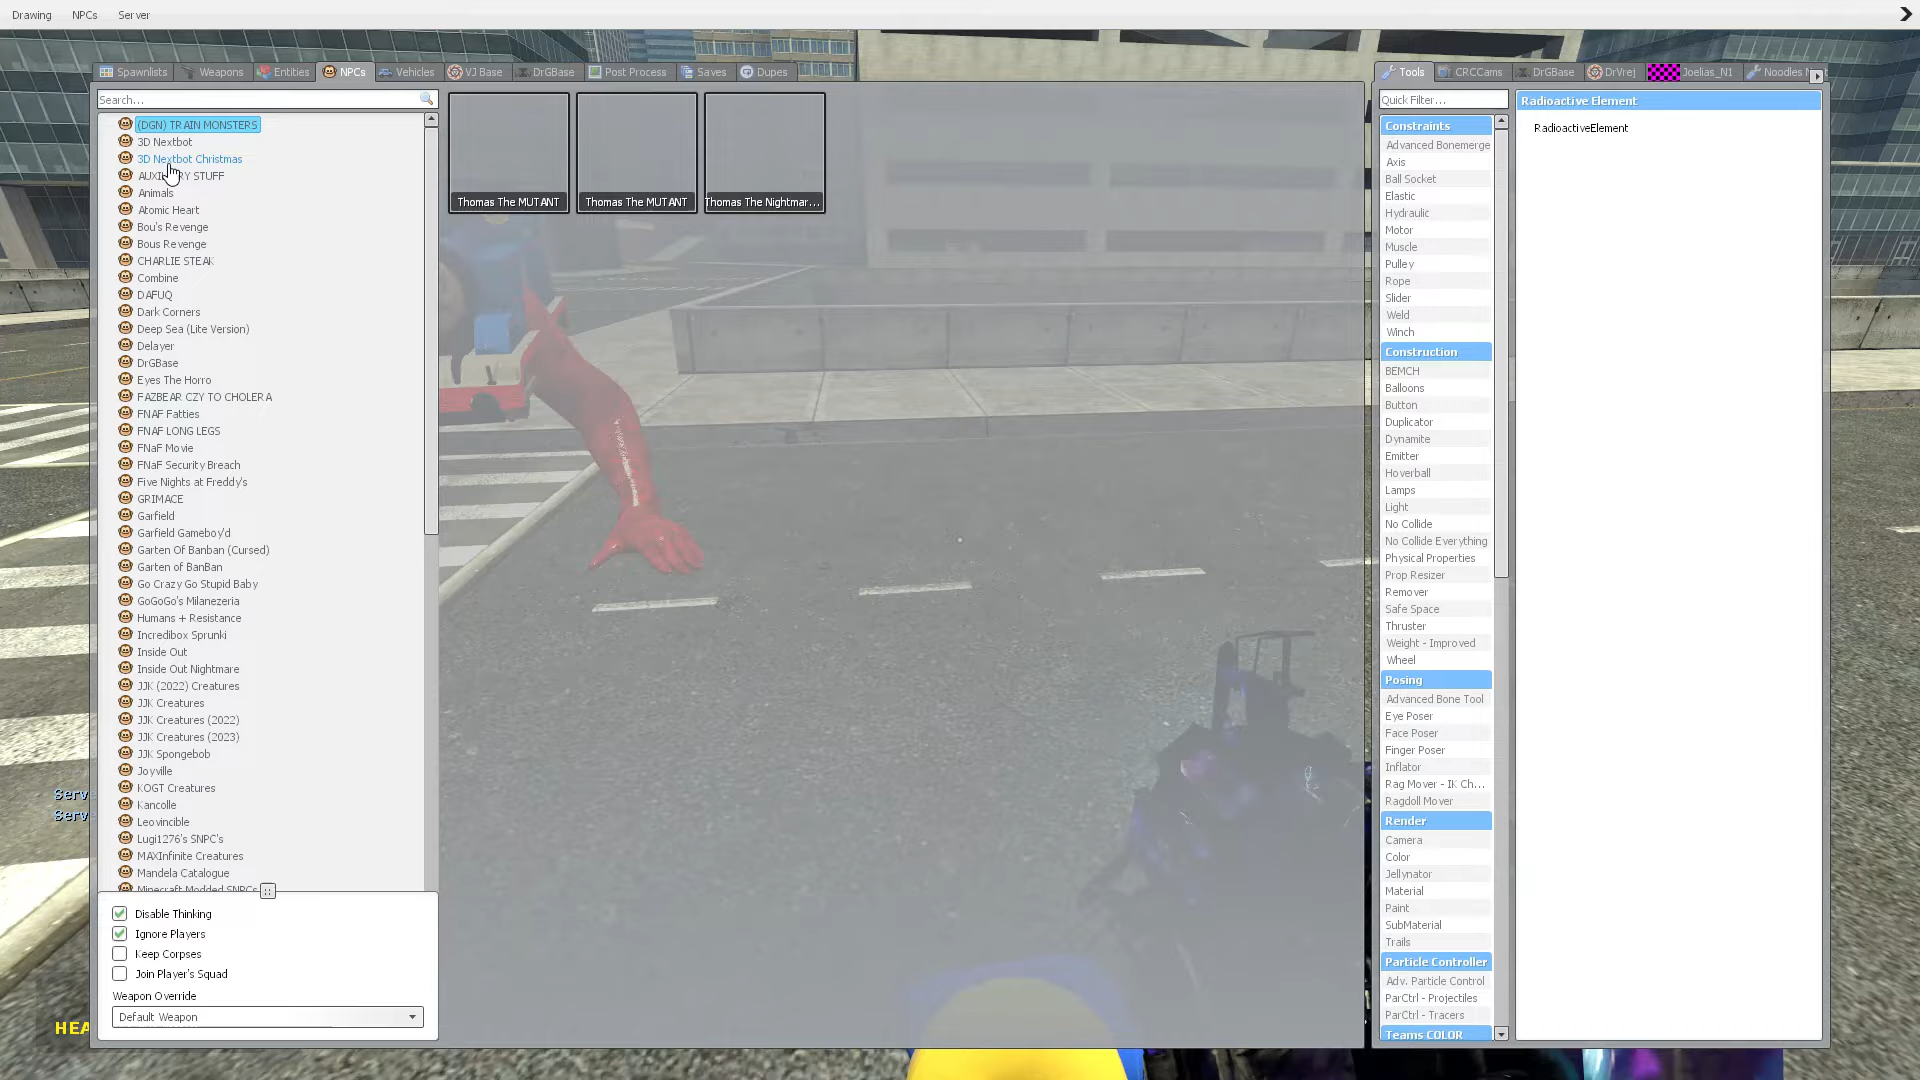 Drawing NPCs Server
Spawnlists Weapons Entities NPCs Vehicles VJ Base DrGBase Post Process Saves Dupes
Search...
(DGN) TRAIN MONSTERS
3D Nextbot
3D Nextbot Christmas
Animals
Atomic Heart
Bou's Revenge
Bous Revenge
CHARLIE STEAK
Combine
DAFUQ
Dark Corners
Deep Sea (Lite Version)
Delayer
DrGBase
Eyes The Horro
FAZBEAR CZY TO CHOLERA
FNAF Fatties
FNAF LONG LEGS
FNaF Movie
FNaF Security Breach
Five Nights at Freddy's
GRIMACE
Garfield
Garfield Gameboy'd
Garten Of Banban (Cursed)
Garten of BanBan
Go Crazy Go Stupid Baby
GoGoGo's Milanezeria
Humans + Resistance
Incredibox Sprunki
Inside Out
Inside Out Nightmare
JJK (2022) Creatures
JJK Creatures
JJK Creatures (2022)
JJK Creatures (2023)
JJK Spongebob
Joyville
KOGT Creatures
Kancolle
Leovincible
Lugi1276's SNPC's
MAXInfinite Creatures
Mandela Catalogue
Minecraft Modded SNPCs
Disable Thinking
Ignore Players
Keep Corpses
Join Player's Squad
Weapon Override
Default Weapon
Thomas The MUTANT
Thomas The MUTANT
Thomas The Nightmar...
Serv
Serv
HEA
Tools CRCCams DrGBase DrVrej Joelias_N1 Noodles
Quick Filter...
Constraints
Advanced Bonemerge
Axis
Ball Socket
Elastic
Hydraulic
Motor
Muscle
Pulley
Rope
Slider
Weld
Winch
Construction
BEMCH
Balloons
Button
Duplicator
Dynamite
Emitter
Hoverball
Lamps
Light
No Collide
No Collide Everything
Physical Properties
Prop Resizer
Remover
Safe Space
Thruster
Weight - Improved
Wheel
Posing
Advanced Bone Tool
Eye Poser
Face Poser
Finger Poser
Inflator
Rag Mover - IK Ch...
Ragdoll Mover
Render
Camera
Color
Jellynator
Material
Paint
SubMaterial
Trails
Particle Controller
Adv. Particle Control
ParCtrl - Projectiles
ParCtrl - Tracers
Teams COLOR
Radioactive Element
RadioactiveElement